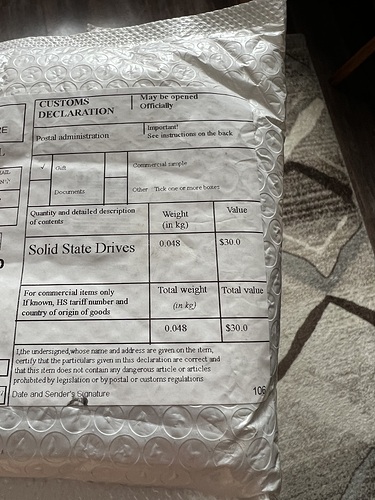 CUSTOMS
DECLARATION
May be opened
Officially
Postal administration
Important!
See instructions on the back
✓ Gift
Commercial sample
Documents
Other Tick one or more boxes
Quantity and detailed description
of contents
Weight
(in kg)
Value
Solid State Drives
0.048
$30.0
For commercial items only
If known, HS tariff number and
country of origin of goods
Total weight
(in kg)
Total value
0.048
$30.0
I,the undersigned,whose name and address are given on the item,
certify that the particulars given in this declaration are correct and
that this item does not contain any dangerous article or articles
prohibited by legislation or by postal or customs regulations
Date and Sender's Signature
106